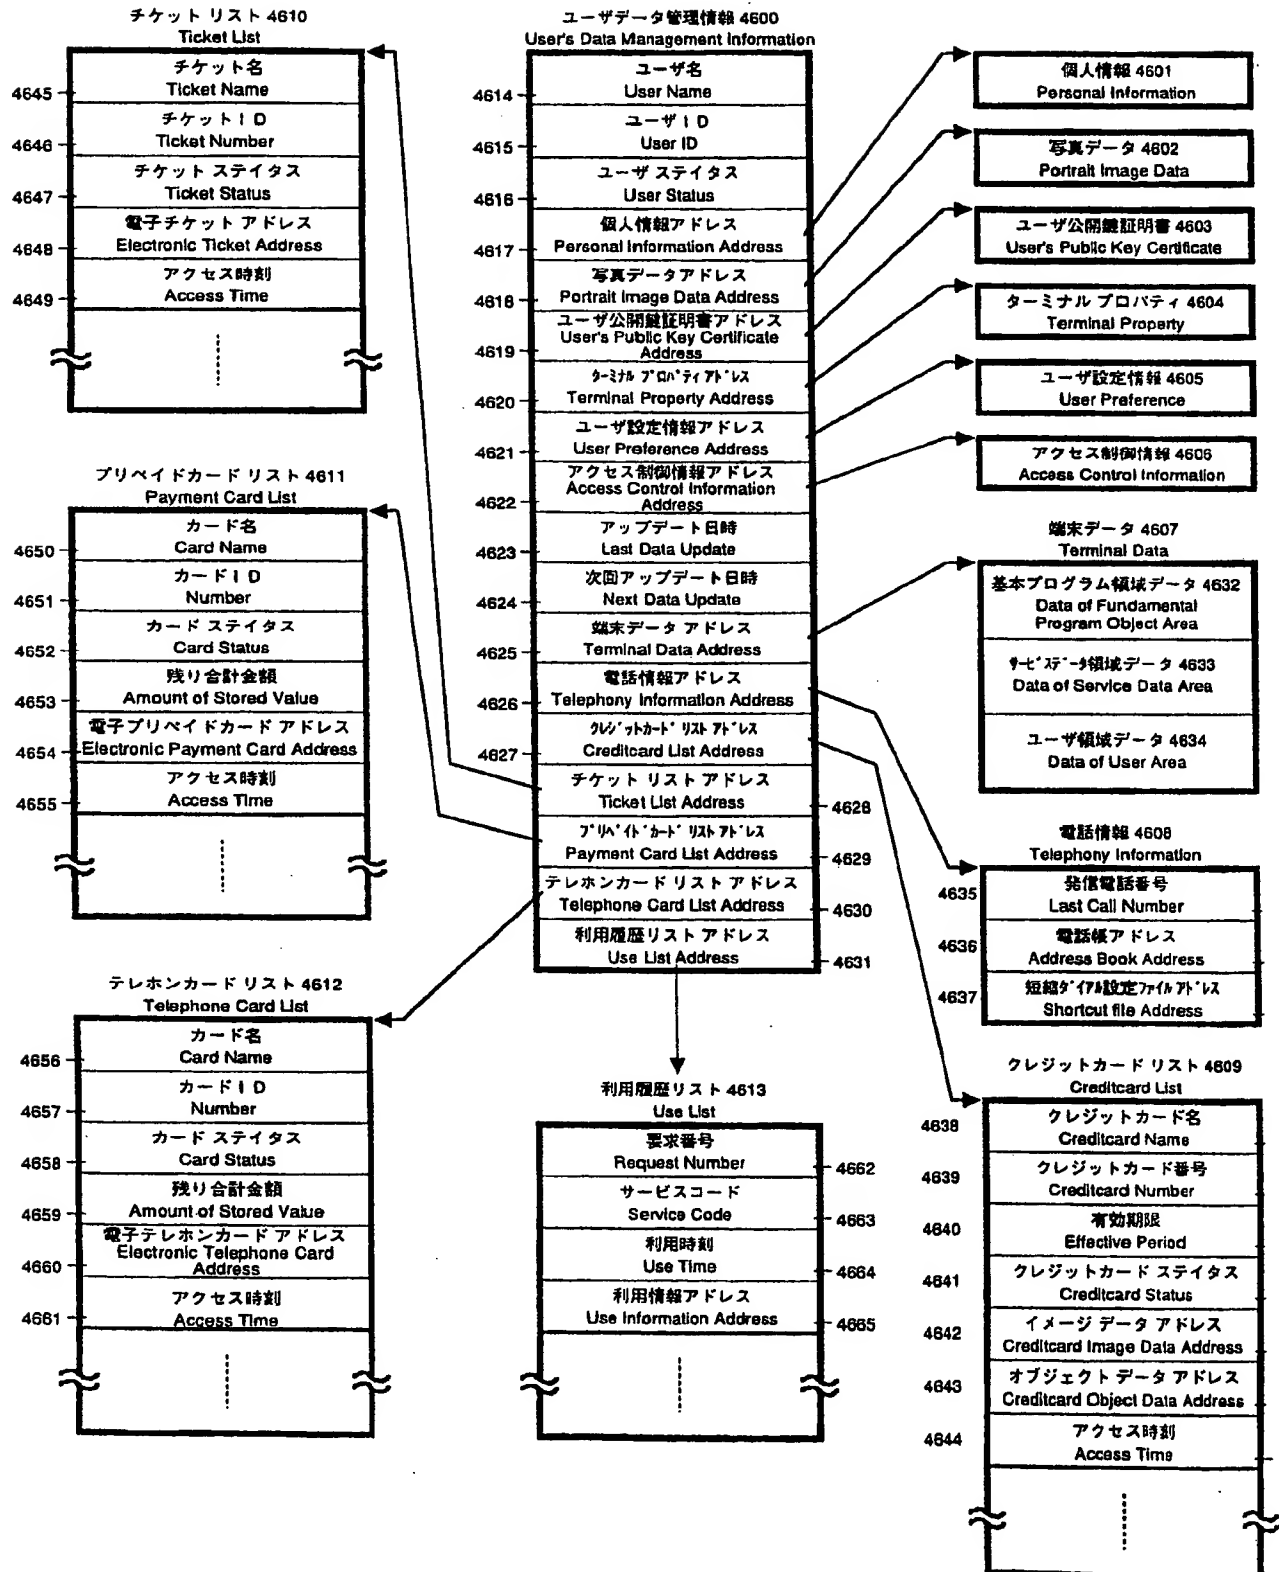 チケット リスト 4610
Ticket List
チケット名
Ticket Name
4645
チケットID
Ticket Number
4646
チケット ステイタス
Ticket Status
4647
電子チケット アドレス
Electronic Ticket Address
4648
アクセス時刻
Access Time
4649
プリペイドカード リスト 4611
Payment Card List
カード名
Card Name
4650
カードID
Number
4651
カード ステイタス
Card Status
4652
残り合計金額
Amount of Stored Value
4653
電子プリペイドカード アドレス
Electronic Payment Card Address
4654
アクセス時刻
Access Time
4655
テレホンカード リスト 4612
Telephone Card List
カード名
Card Name
4656
カードID
Number
4657
カード ステイタス
Card Status
4658
残り合計金額
Amount of Stored Value
4659
電子テレホンカード アドレス
Electronic Telephone Card
Address
4660
アクセス時刻
Access Time
4661
ユーザデータ管理情報 4600
User's Data Management Information
ユーザ名
User Name
4614
ユーザID
User ID
4615
ユーザ ステイタス
User Status
4616
個人情報アドレス
Personal Information Address
4617
写真データアドレス
Portrait Image Data Address
4618
ユーザ公開鍵証明書アドレス
User's Public Key Certificate
Address
4619
ターミナル プロパティ アドレス
Terminal Property Address
4620
ユーザ設定情報アドレス
User Preference Address
4621
アクセス制御情報アドレス
Access Control Information
Address
4622
アップデート日時
Last Data Update
4623
次回アップデート日時
Next Data Update
4624
端末データ アドレス
Terminal Data Address
4625
電話情報アドレス
Telephony Information Address
4626
クレジットカード リスト アドレス
Creditcard List Address
4627
チケット リスト アドレス
Ticket List Address
4628
プリペイド カード リスト アドレス
Payment Card List Address
4629
テレホンカード リスト アドレス
Telephone Card List Address
4630
利用履歴リスト アドレス
Use List Address
4631
利用履歴リスト 4613
Use List
要求番号
Request Number
4662
サービスコード
Service Code
4663
利用時刻
Use Time
4664
利用情報アドレス
Use Information Address
4665
個人情報 4601
Personal Information
写真データ 4602
Portrait Image Data
ユーザ公開鍵証明書 4603
User's Public Key Certificate
ターミナル プロパティ 4604
Terminal Property
ユーザ設定情報 4605
User Preference
アクセス制御情報 4606
Access Control Information
端末データ 4607
Terminal Data
基本プログラム領域データ 4632
Data of Fundamental
Program Object Area
サービスデータ領域データ 4633
Data of Service Data Area
ユーザ領域データ 4634
Data of User Area
電話情報 4608
Telephony Information
発信電話番号
4635
Last Call Number
電話帳アドレス
4636
Address Book Address
短縮ダイアル設定ファイル アドレス
4637
Shortcut file Address
クレジットカード リスト 4609
Creditcard List
クレジットカード名
4638
Creditcard Name
クレジットカード番号
4639
Creditcard Number
有効期限
4640
Effective Period
クレジットカード ステイタス
4641
Creditcard Status
イメージ データ アドレス
4642
Creditcard Image Data Address
オブジェクト データ アドレス
4643
Creditcard Object Data Address
アクセス時刻
4644
Access Time